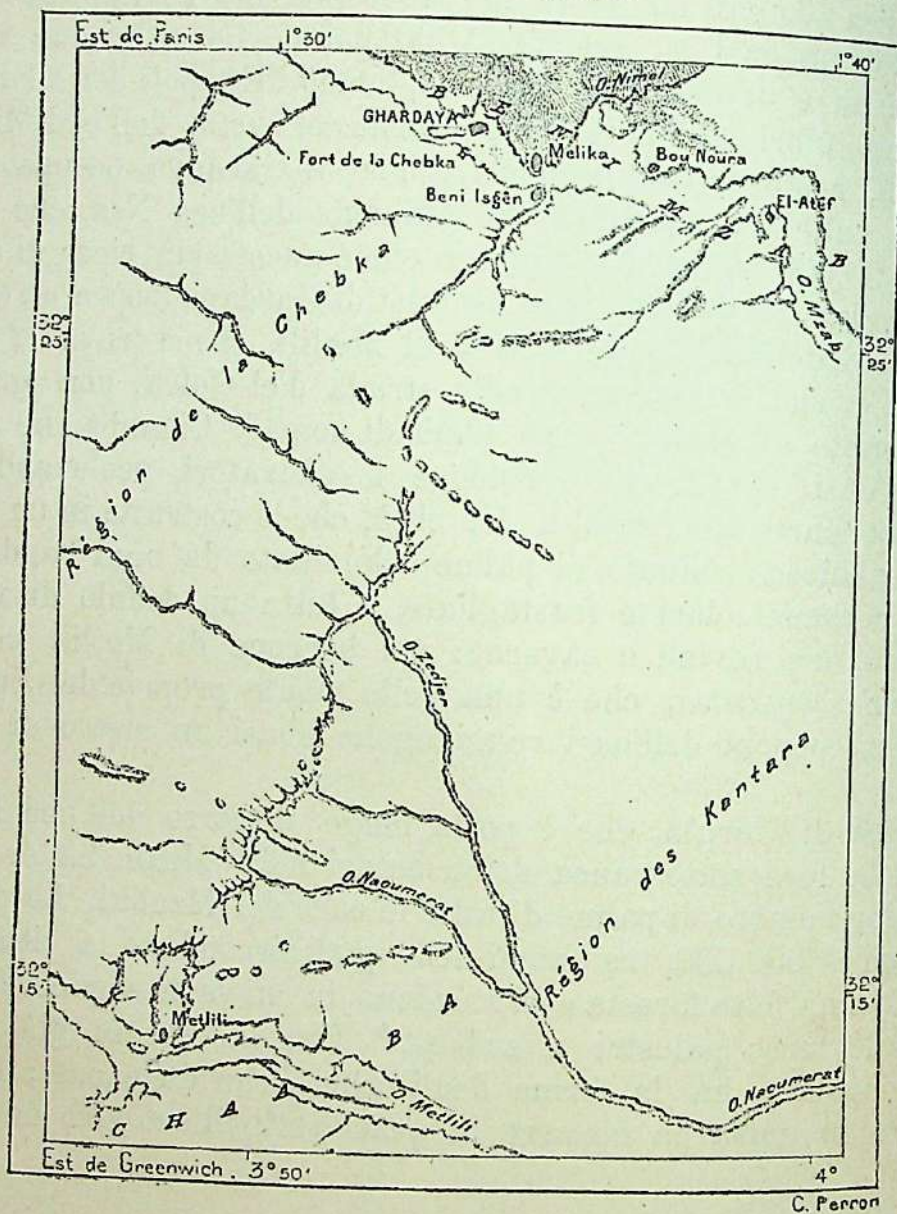 Est de Paris 1°30' 1°40'
O. Nimel
B E N I
GHARDAYA
Fort de la Chebka Melika Bou Noura
Beni Isgên El-Atef
M
B
O. Mzab
32° 25' 32° 25'
Région de la Chebka
O. Zedjer
Région des Kantara
O. Naoumerat
32° 15' 32° 15'
Metlili
O. Metlili
C H A A B A
O. Naoumerat
Est de Greenwich. 3°50' 4°
C. Perron